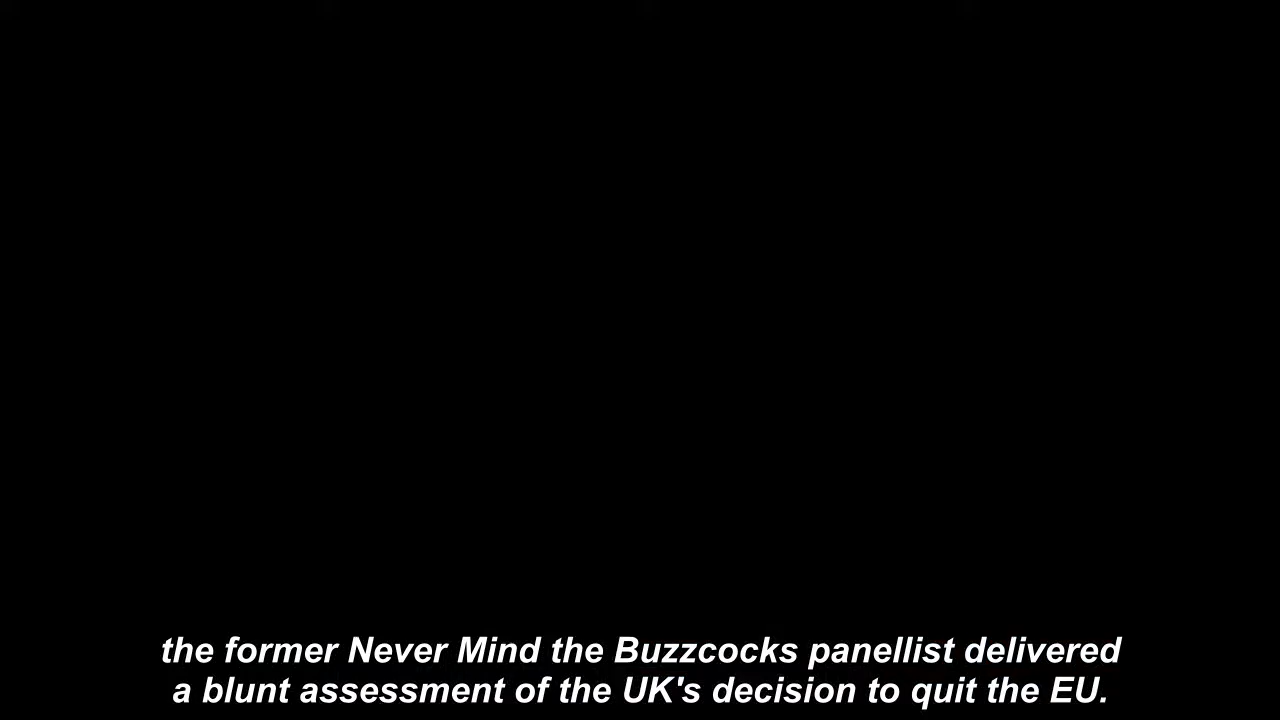 the former Never Mind the Buzzcocks panellist delivered
a blunt assessment of the UK's decision to quit the EU.